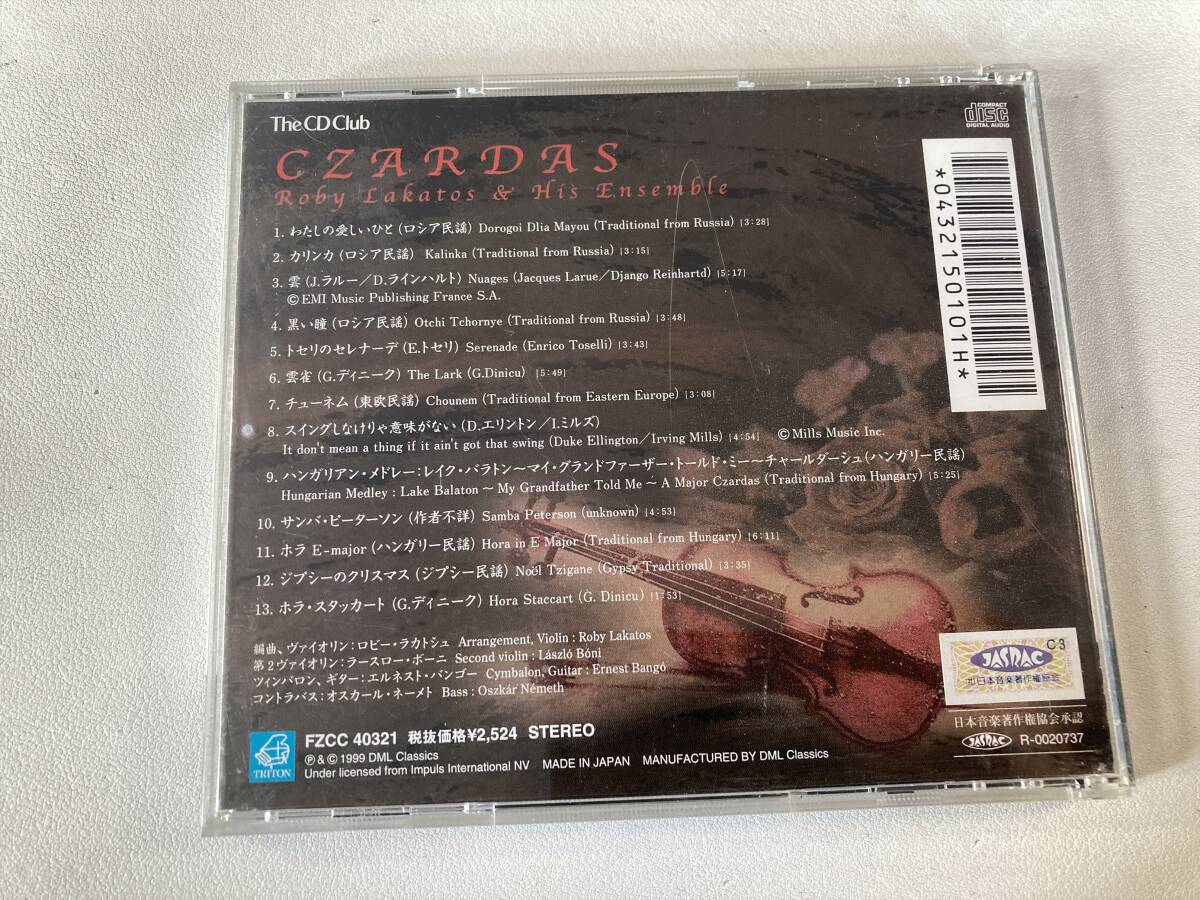 The CD Club
COMPACT
disc
DIGITAL AUDIO
CZARDAS
Roby Lakatos & His Ensemble
1. わたしの愛しいひと (ロシア民謡) Dorogoi Dlia Mayou (Traditional from Russia) [3:28]
2. カリンカ (ロシア民謡) Kalinka (Traditional from Russia) [3:15]
3. 雲 (J.ラルー/D.ラインハルト) Nuages (Jacques Larue/Django Reinhartd) [5:17]
©EMI Music Publishing France S.A.
4. 黒い瞳 (ロシア民謡) Otchi Tchornye (Traditional from Russia) [3:48]
5. トセリのセレナーデ (E.トセリ) Serenade (Enrico Toselli) [3:43]
6. 雲雀 (G.ディニーク) The Lark (G.Dinicu) [5:49]
7. チューネム (東欧民謡) Chounem (Traditional from Eastern Europe) [3:08]
8. スイングしなけりゃ意味がない (D.エリントン/I.ミルズ)
It don't mean a thing if it ain't got that swing (Duke Ellington/Irving Mills) [4:54] ©Mills Music Inc.
9. ハンガリアン・メドレー:レイク・バラトン〜マイ・グランドファーザー・トールド・ミー〜チャールダーシュ(ハンガリー民謡)
Hungarian Medley : Lake Balaton ~ My Grandfather Told Me ~ A Major Czardas (Traditional from Hungary) [5:25]
10. サンバ・ピーターソン (作者不詳) Samba Peterson (unknown) [4:53]
11. ホラ E-major (ハンガリー民謡) Hora in E Major (Traditional from Hungary) [6:11]
12. ジプシーのクリスマス (ジプシー民謡) Noël Tzigane (Gypsy Traditional) [3:35]
13. ホラ・スタッカート (G.ディニーク) Hora Staccart (G. Dinicu) [1:53]
編曲、ヴァイオリン:ロビー・ラカトシュ Arrangement, Violin : Roby Lakatos
第2ヴァイオリン:ラースロー・ボーニ Second violin : László Bóni
ツィンバロン、ギター:エルネスト・バンゴー Cymbalon, Guitar : Ernest Bangó
コントラバス:オスカール・ネーメト Bass : Oszkár Németh
*0432150101H*
C3
JASRAC
(社)日本音楽著作権協会
日本音楽著作権協会承認
JASRAC R-0020737
TRITON
FZCC 40321 税抜価格¥2,524 STEREO
Ⓟ & © 1999 DML Classics
Under licensed from Impuls International NV MADE IN JAPAN MANUFACTURED BY DML Classics